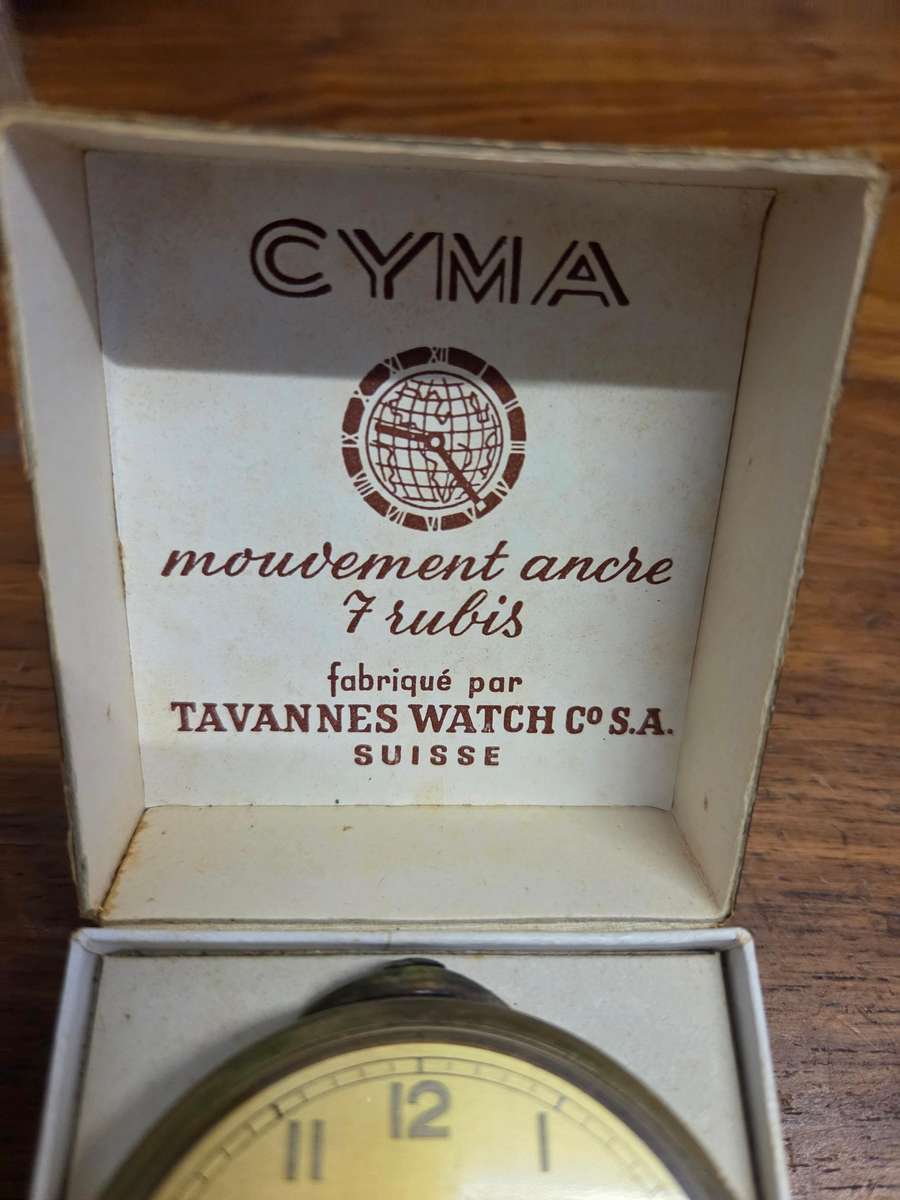 CYMA
mouvement ancre
7 rubis
fabriqué par
TAVANNES WATCH Co S.A.
SUISSE
12
11
1